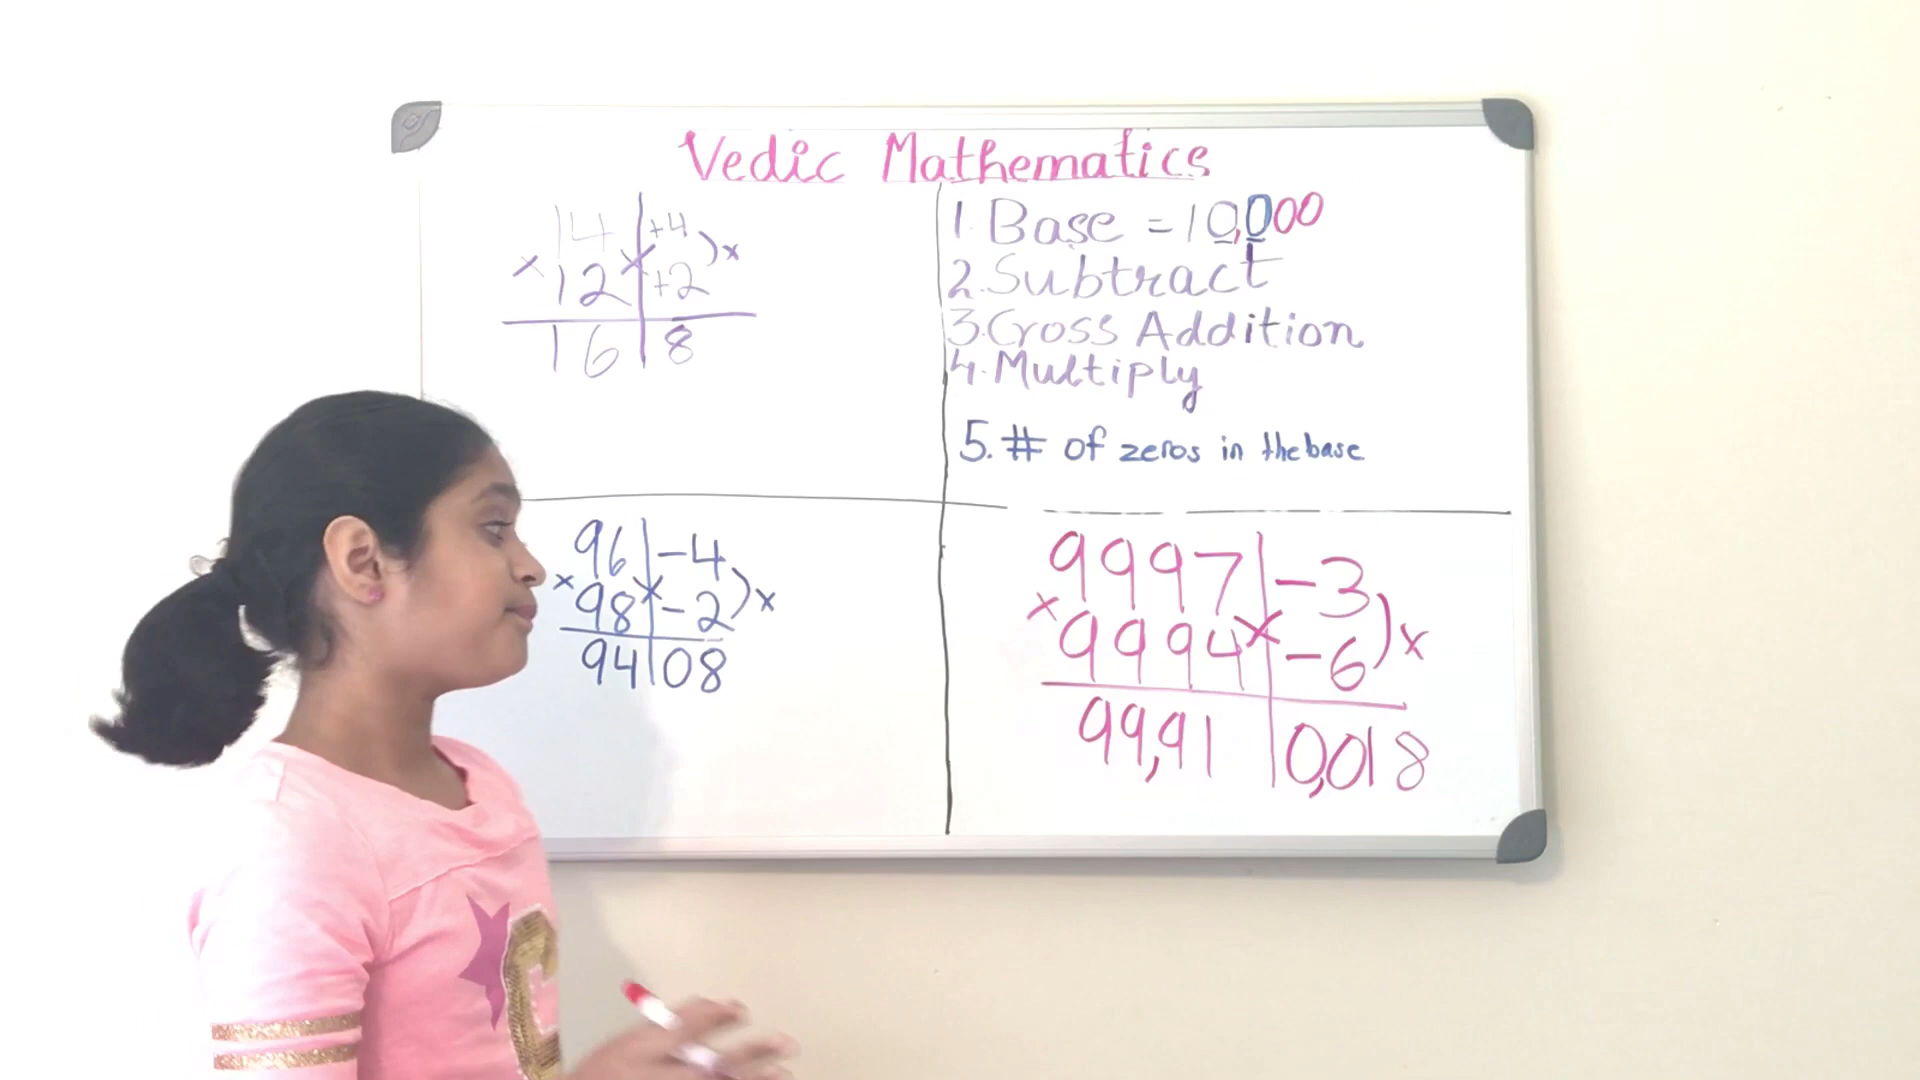 Vedic Mathematics
14 | +4
× 12 | +2 ) x
16 | 8
1. Base = 10,000
2. Subtract
3. Cross Addition
4. Multiply
5. # of zeros in the base
96 | -4
× 98 | -2 ) x
94 | 08
9997 | -3
× 9994 | -6 ) x
99,91 | 0,018